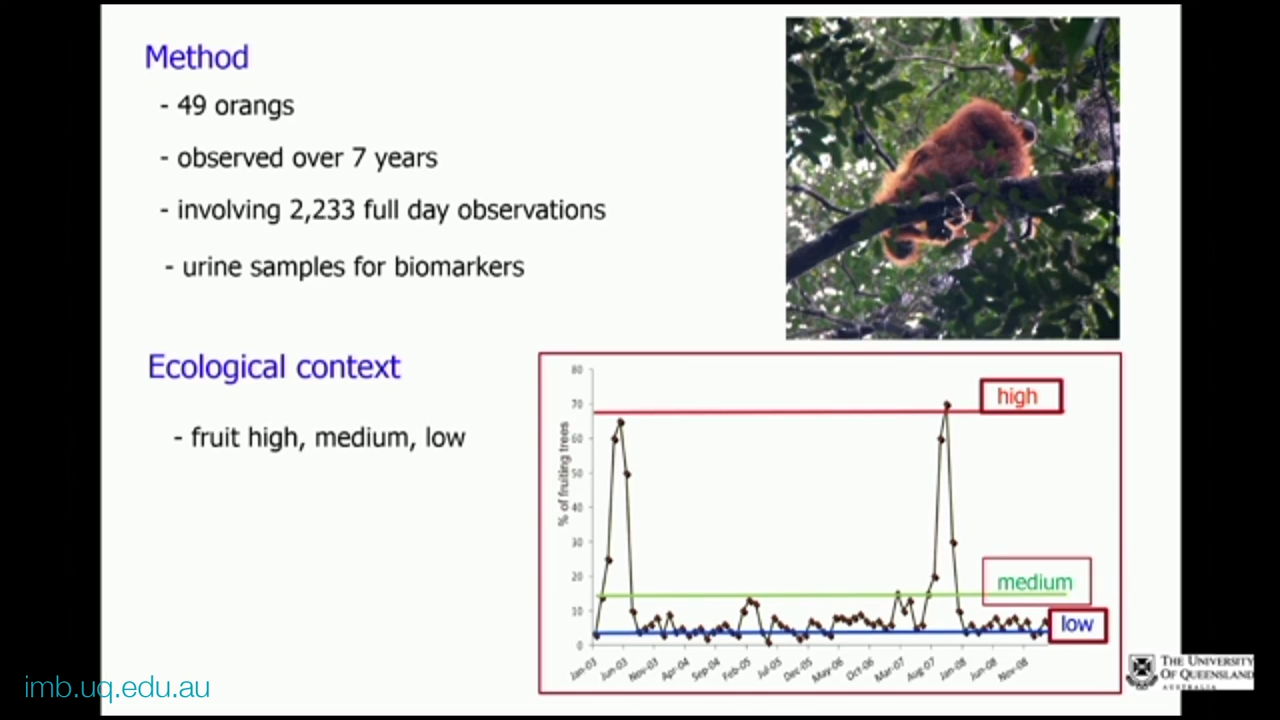 Method
- 49 orangs
- observed over 7 years
- involving 2,233 full day observations
- urine samples for biomarkers
Ecological context
- fruit high, medium, low
% of fruiting trees
80
70
60
50
40
30
20
10
0
high
medium
low
Jan-03
Jun-03
Nov-03
Apr-04
Sep-04
Feb-05
Jul-05
Dec-05
May-06
Oct-06
Mar-07
Aug-07
Jan-08
Jun-08
Nov-08
imb.uq.edu.au
THE UNIVERSITY
OF QUEENSLAND
AUSTRALIA